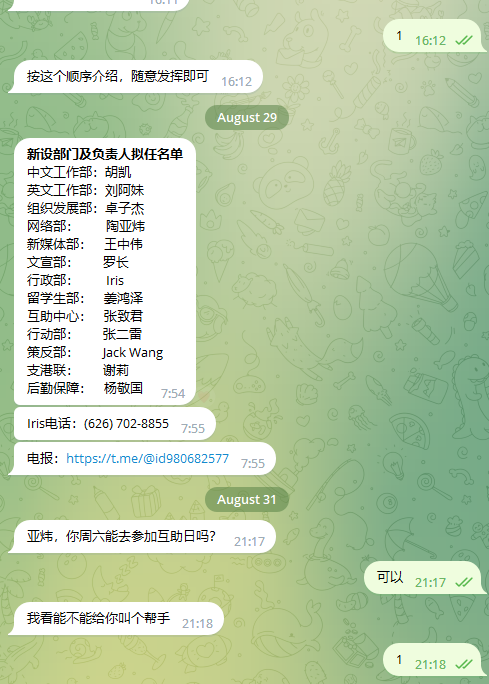 16:11
1 16:12
按这个顺序介绍，随意发挥即可 16:12
August 29
新设部门及负责人拟任名单
中文工作部：胡凯
英文工作部：刘阿妹
组织发展部：卓子杰
网络部： 陶亚炜
新媒体部： 王中伟
文宣部： 罗长
行政部： Iris
留学生部： 姜鸿泽
互助中心： 张致君
行动部： 张二雷
策反部： Jack Wang
支港联： 谢莉
后勤保障： 杨敬国 7:54
Iris电话：(626) 702-8855 7:55
电报：https://t.me/@id980682577 7:55
August 31
亚炜，你周六能去参加互助日吗？ 21:17
可以 21:17
我看能不能给你叫个帮手 21:18
1 21:18